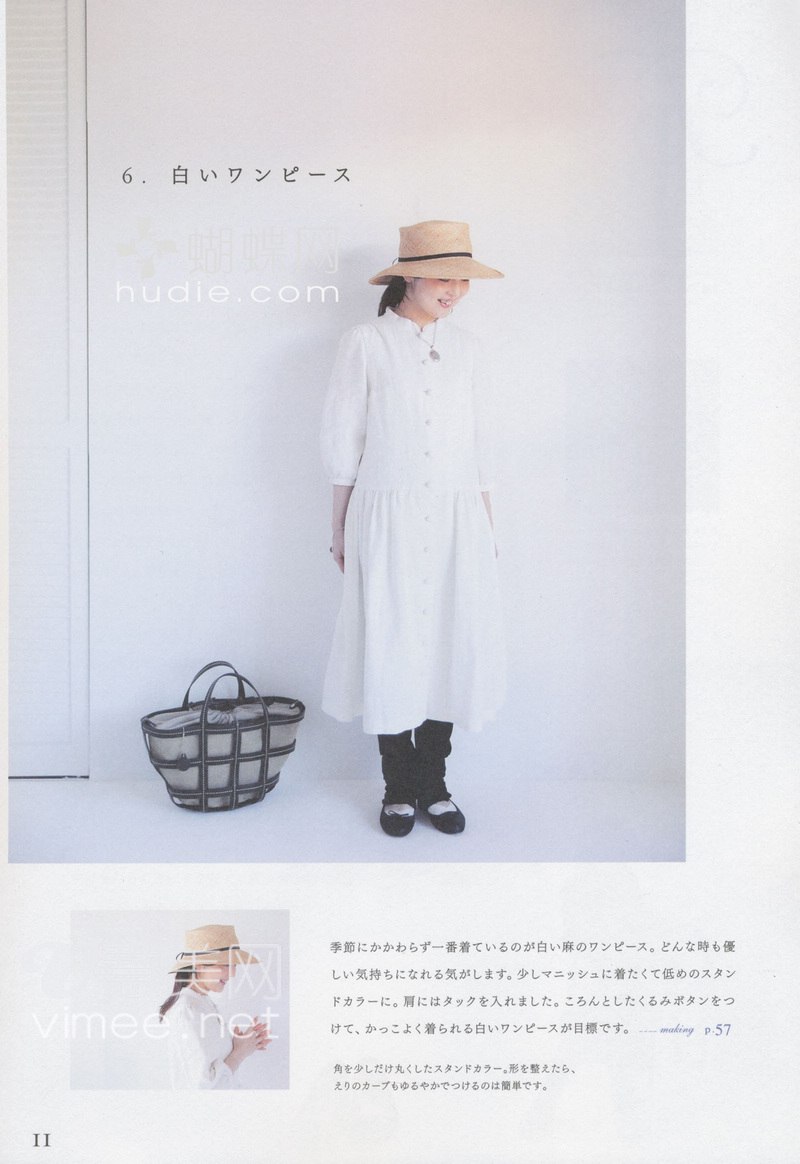 6. 白いワンピース
蝴蝶网
hudie.com
季節にかかわらず一番着ているのが白い麻のワンピース。どんな時も優
しい気持ちになれる気がします。少しマニッシュに着たくて低めのスタン
ドカラーに。肩にはタックを入れました。ころんとしたくるみボタンをつ
けて、かっこよく着られる白いワンピースが目標です。 making p.57
美网
vimee.net
角を少しだけ丸くしたスタンドカラー。形を整えたら、
えりのカーブもゆるやかでつけるのは簡単です。
11